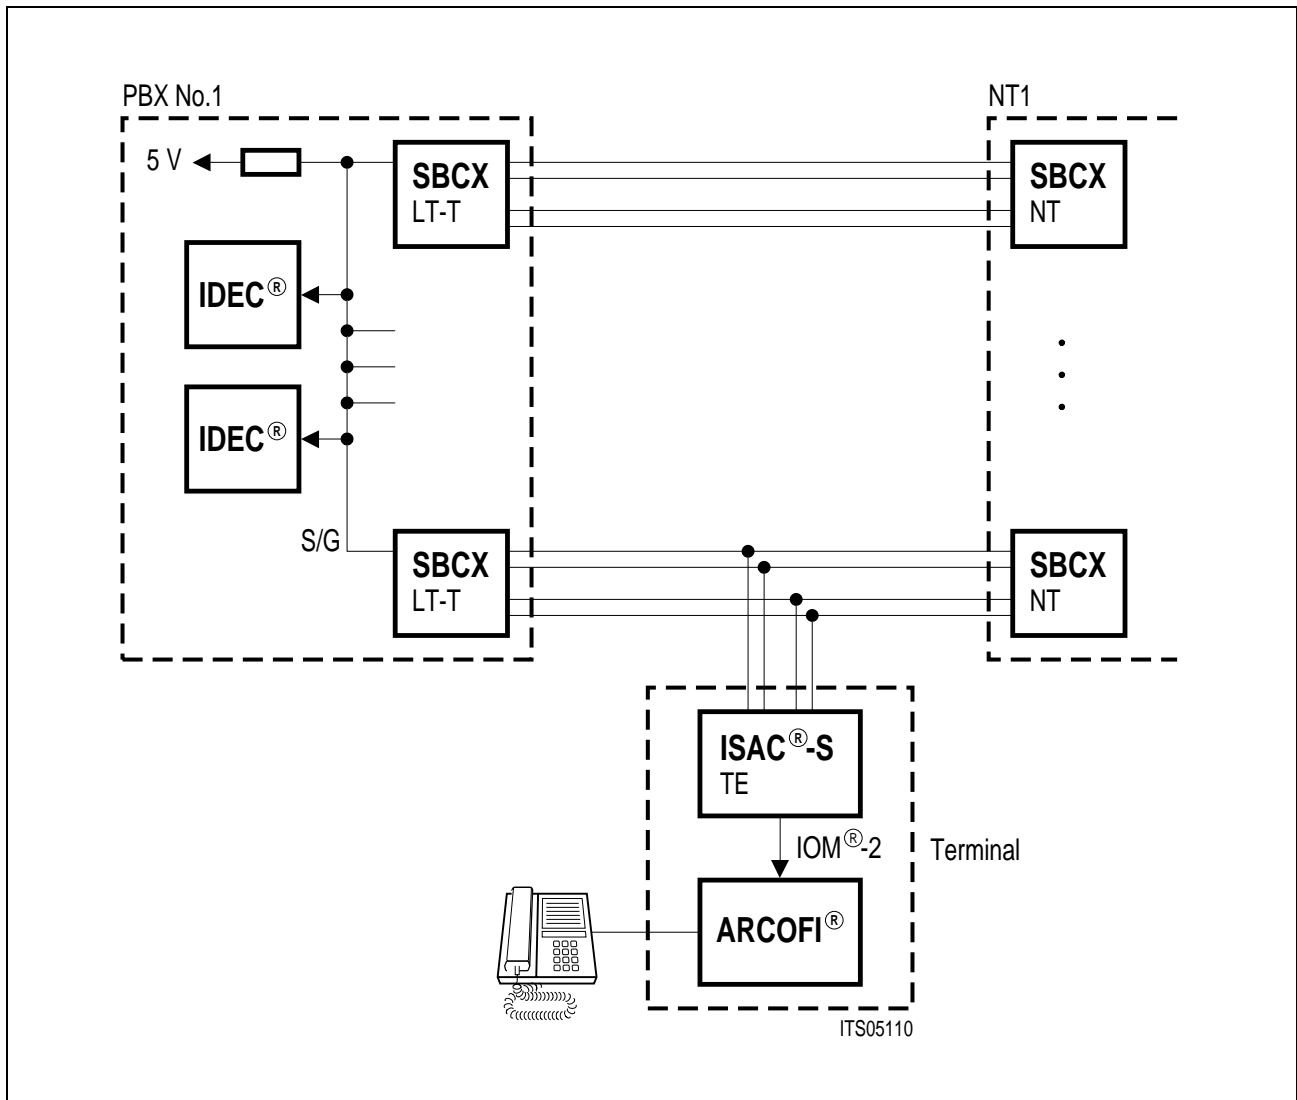 PBX No.1
NT1
5 V
SBCX
LT-T
SBCX
NT
IDEC®
IDEC®
S/G
SBCX
LT-T
SBCX
NT
ISAC®-S
TE
IOM®-2
Terminal
ARCOFI®
ITS05110